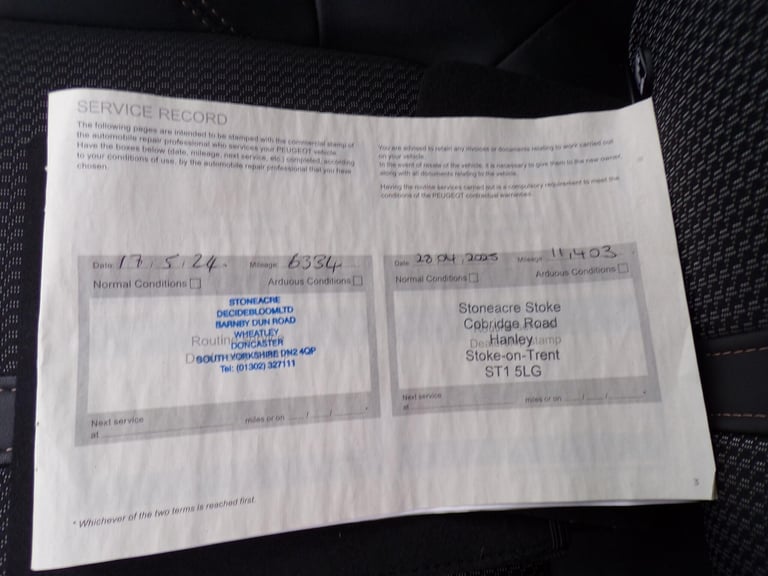 SERVICE RECORD
The following pages are intended to be stamped with the commercial stamp of
the automobile repair professional who services your PEUGEOT vehicle.
Have the boxes below (date, mileage, next service, etc.) completed, according
to your conditions of use, by the automobile repair professional that you have
chosen.
You are advised to retain any invoices or documents relating to work carried out
on your vehicle.
In the event of resale of the vehicle, it is necessary to give them to the new owner,
along with all documents relating to the vehicle.
Having the routine services carried out is a compulsory requirement to meet the
conditions of the PEUGEOT contractual warranties.
Date 17.5.24. Mileage 6334
Normal Conditions Arduous Conditions
STONEACRE
DECIDEBLOOMLTD
BARNBY DUN ROAD
WHEATLEY
DONCASTER
SOUTH YORKSHIRE DN2 4QP
Tel: (01302) 327111
Next service
at miles or on / / *
Date 28.04.2025 Mileage 11,403
Normal Conditions Arduous Conditions
Stoneacre Stoke
Cobridge Road
Hanley
Stoke-on-Trent
ST1 5LG
Next service
at miles or on / / *
* Whichever of the two terms is reached first.
3